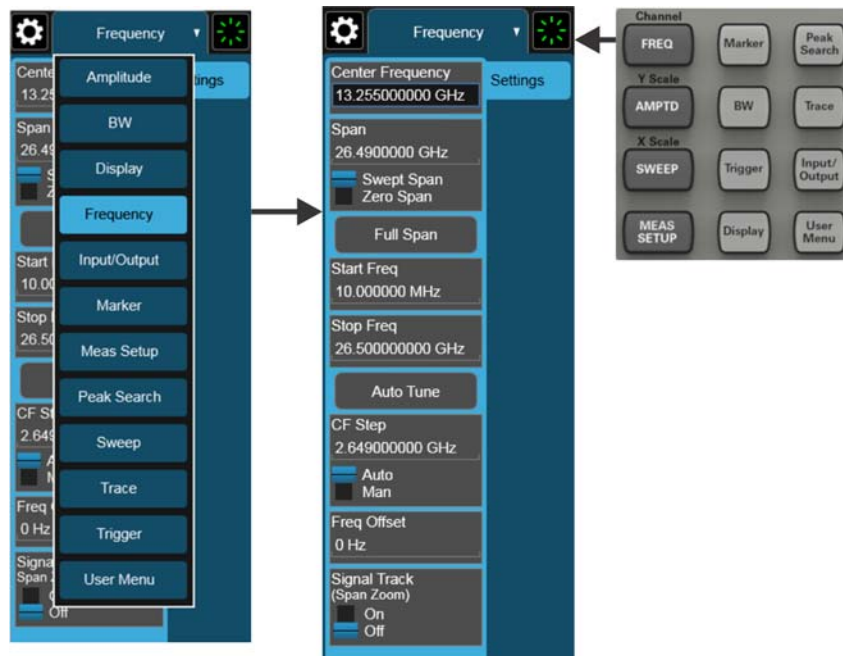 Frequency
Amplitude
BW
Display
Frequency
Input/Output
Marker
Meas Setup
Peak Search
Sweep
Trace
Trigger
User Menu
Span
Off
Frequency
Settings
Center Frequency
13.255000000 GHz
Span
26.4900000 GHz
Swept Span
Zero Span
Full Span
Start Freq
10.000000 MHz
Stop Freq
26.500000000 GHz
Auto Tune
CF Step
2.649000000 GHz
Auto
Man
Freq Offset
0 Hz
Signal Track
(Span Zoom)
On
Off
Channel
FREQ
Marker
Peak
Search
Y Scale
AMPTD
BW
Trace
X Scale
SWEEP
Trigger
Input/
Output
MEAS
SETUP
Display
User
Menu